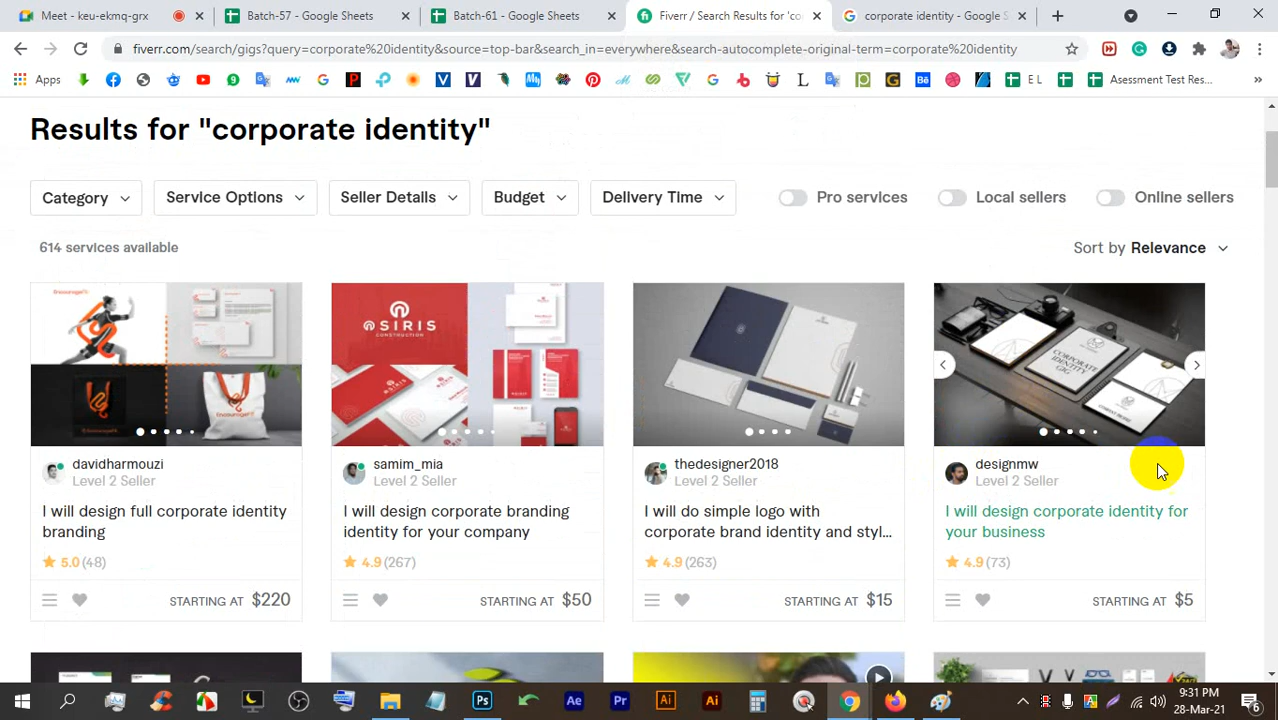 Meet - keu-ekmq-grx
Batch-57 - Google Sheets
Batch-61 - Google Sheets
Fiverr / Search Results for 'co
corporate identity - Google S
fiverr.com/search/gigs?query=corporate%20identity&source=top-bar&search_in=everywhere&search-autocomplete-original-term=corporate%20identity
Apps
E L
Asessment Test Res...
Results for "corporate identity"
Category
Service Options
Seller Details
Budget
Delivery Time
Pro services
Local sellers
Online sellers
614 services available
Sort by Relevance
OSIRIS
CONSTRUCTION
CORPORATE
IDENTITY
GIG
davidharmouzi
Level 2 Seller
I will design full corporate identity
branding
5.0 (48)
STARTING AT $220
samim_mia
Level 2 Seller
I will design corporate branding
identity for your company
4.9 (267)
STARTING AT $50
thedesigner2018
Level 2 Seller
I will do simple logo with
corporate brand identity and styl...
4.9 (263)
STARTING AT $15
designmw
Level 2 Seller
I will design corporate identity for
your business
4.9 (73)
STARTING AT $5
9:31 PM
28-Mar-21
6